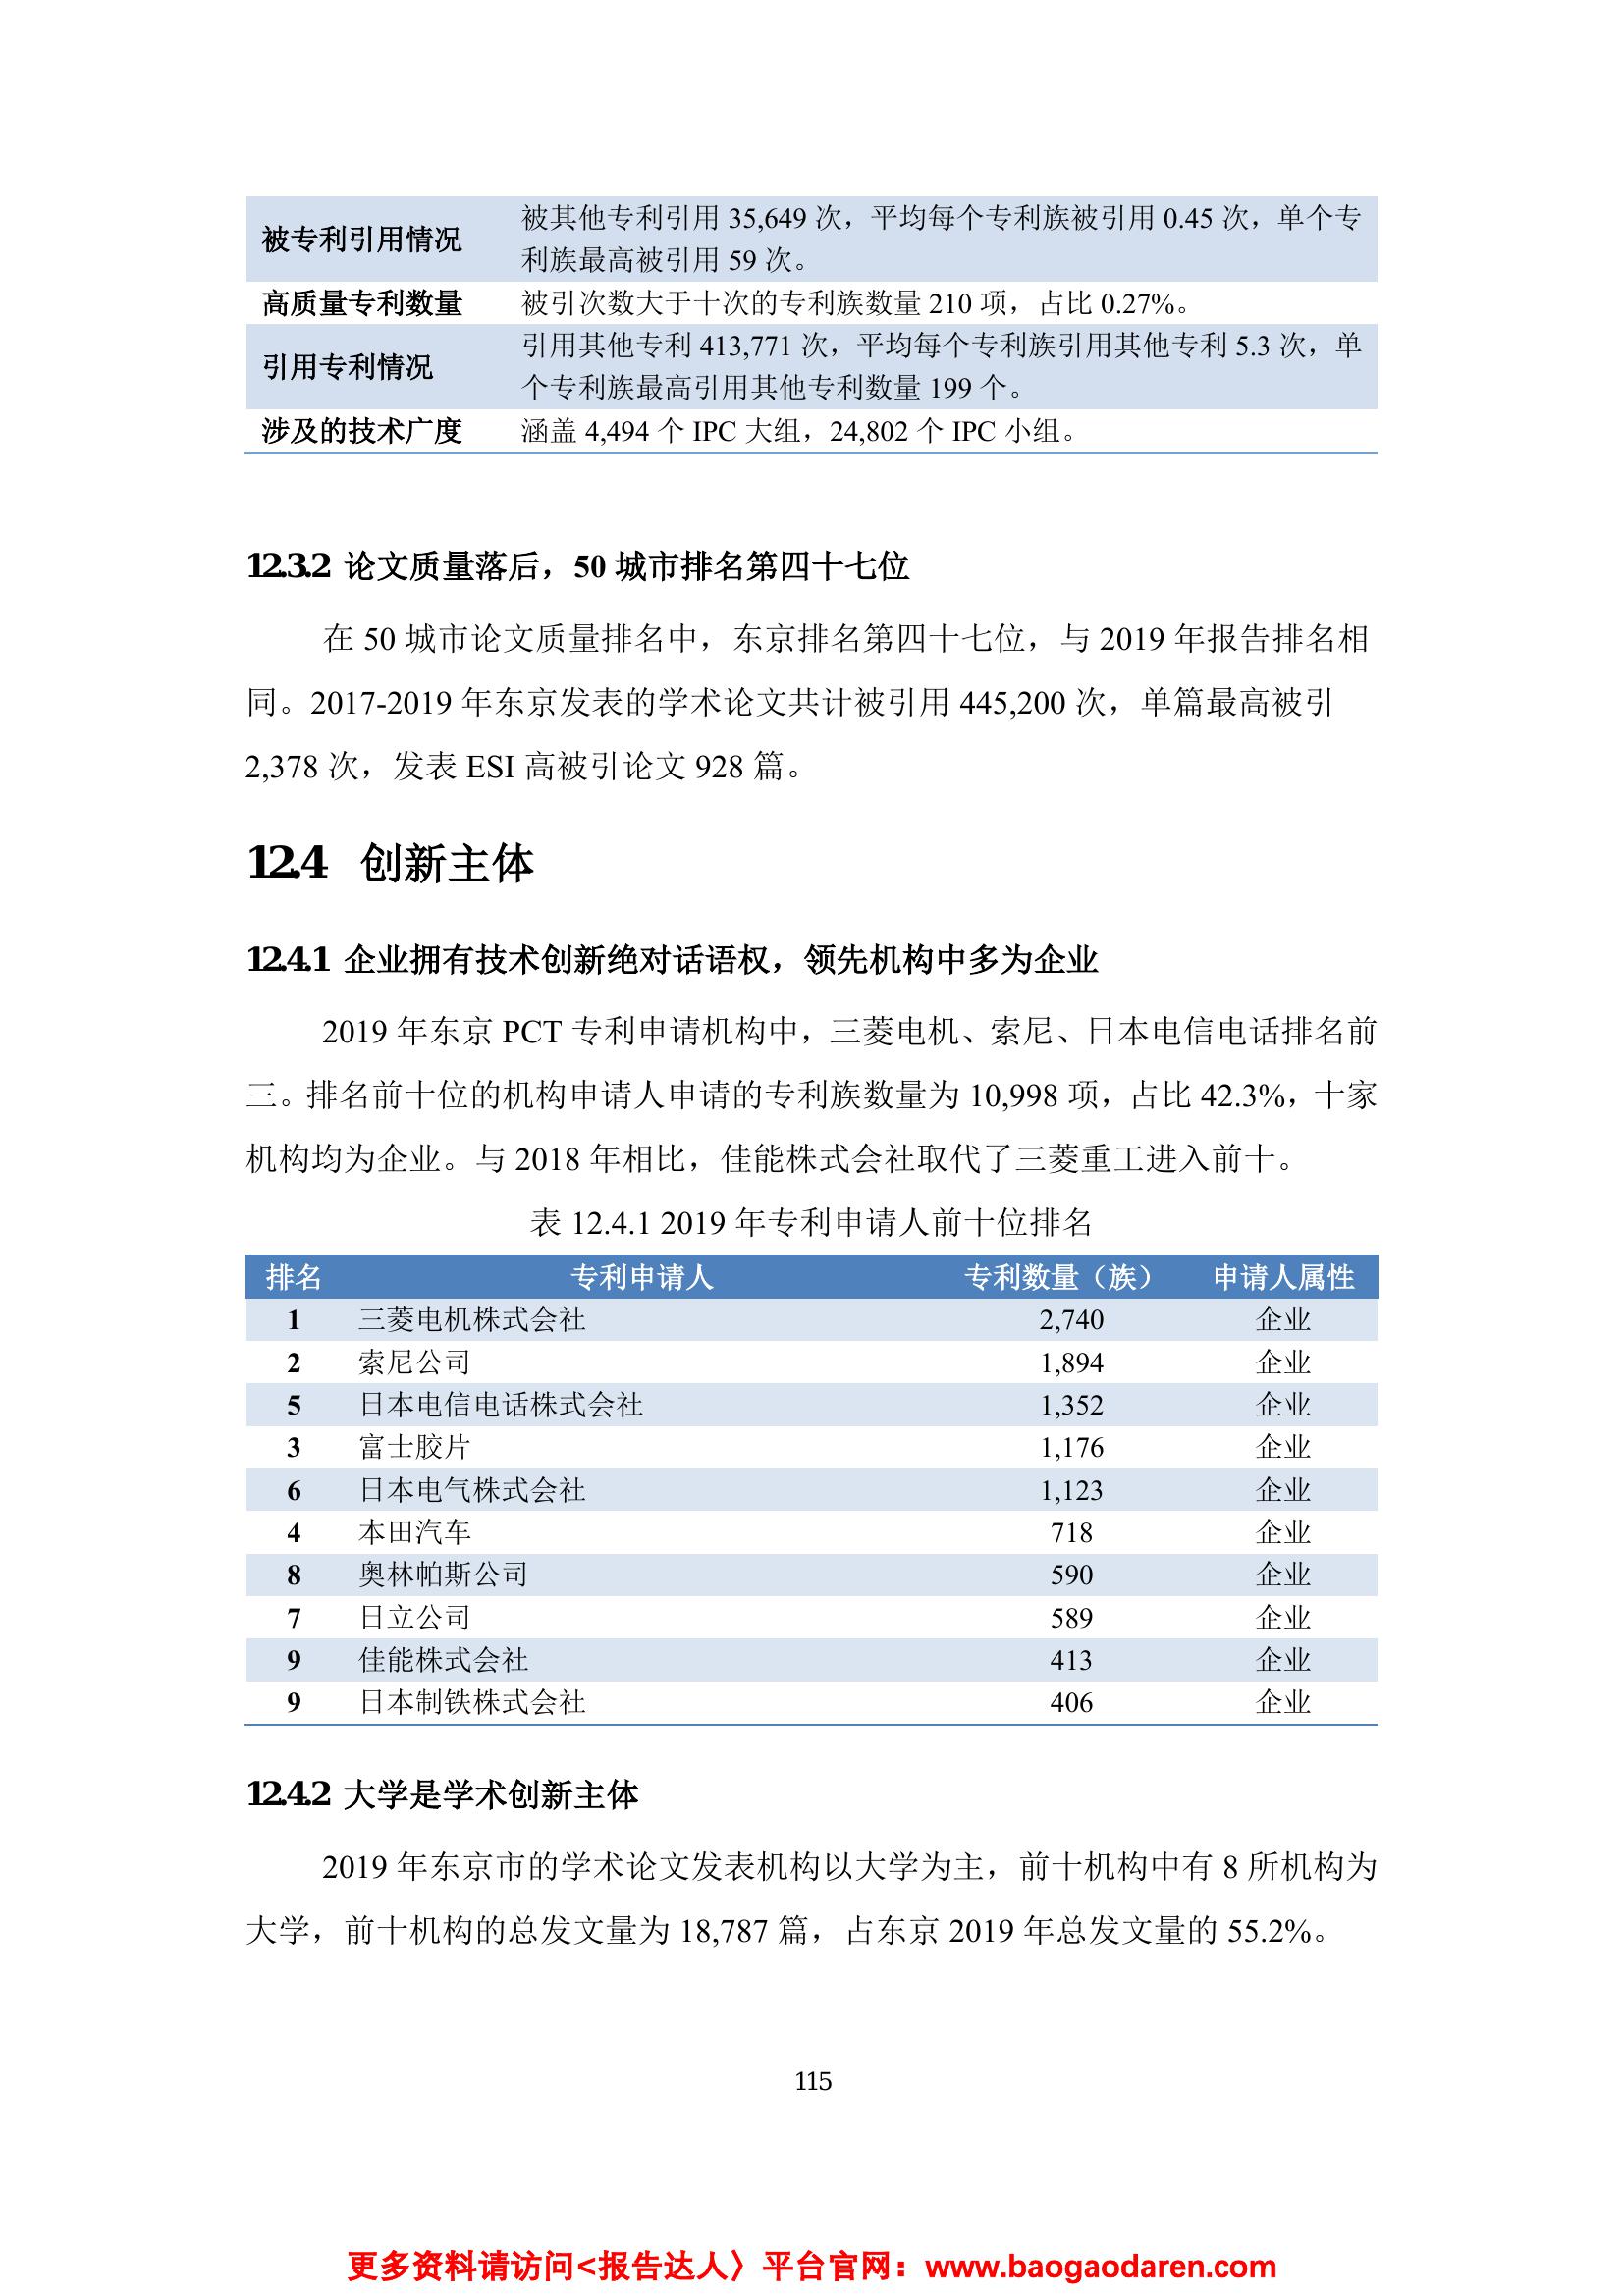 被专利引用情况 被其他专利引用 35,649 次，平均每个专利族被引用 0.45 次，单个专
利族最高被引用 59 次。
高质量专利数量 被引次数大于十次的专利族数量 210 项，占比 0.27%。
引用专利情况 引用其他专利 413,771 次，平均每个专利族引用其他专利 5.3 次，单
个专利族最高引用其他专利数量 199 个。
涉及的技术广度 涵盖 4,494 个 IPC 大组，24,802 个 IPC 小组。
12.3.2 论文质量落后，50 城市排名第四十七位
在 50 城市论文质量排名中，东京排名第四十七位，与 2019 年报告排名相
同。2017-2019 年东京发表的学术论文共计被引用 445,200 次，单篇最高被引
2,378 次，发表 ESI 高被引论文 928 篇。
12.4 创新主体
12.4.1 企业拥有技术创新绝对话语权，领先机构中多为企业
2019 年东京 PCT 专利申请机构中，三菱电机、索尼、日本电信电话排名前
三。排名前十位的机构申请人申请的专利族数量为 10,998 项，占比 42.3%，十家
机构均为企业。与 2018 年相比，佳能株式会社取代了三菱重工进入前十。
表 12.4.1 2019 年专利申请人前十位排名
排名 专利申请人 专利数量（族） 申请人属性
1 三菱电机株式会社 2,740 企业
2 索尼公司 1,894 企业
5 日本电信电话株式会社 1,352 企业
3 富士胶片 1,176 企业
6 日本电气株式会社 1,123 企业
4 本田汽车 718 企业
8 奥林帕斯公司 590 企业
7 日立公司 589 企业
9 佳能株式会社 413 企业
9 日本制铁株式会社 406 企业
12.4.2 大学是学术创新主体
2019 年东京市的学术论文发表机构以大学为主，前十机构中有 8 所机构为
大学，前十机构的总发文量为 18,787 篇，占东京 2019 年总发文量的 55.2%。
115
更多资料请访问<报告达人〉平台官网：www.baogaodaren.com